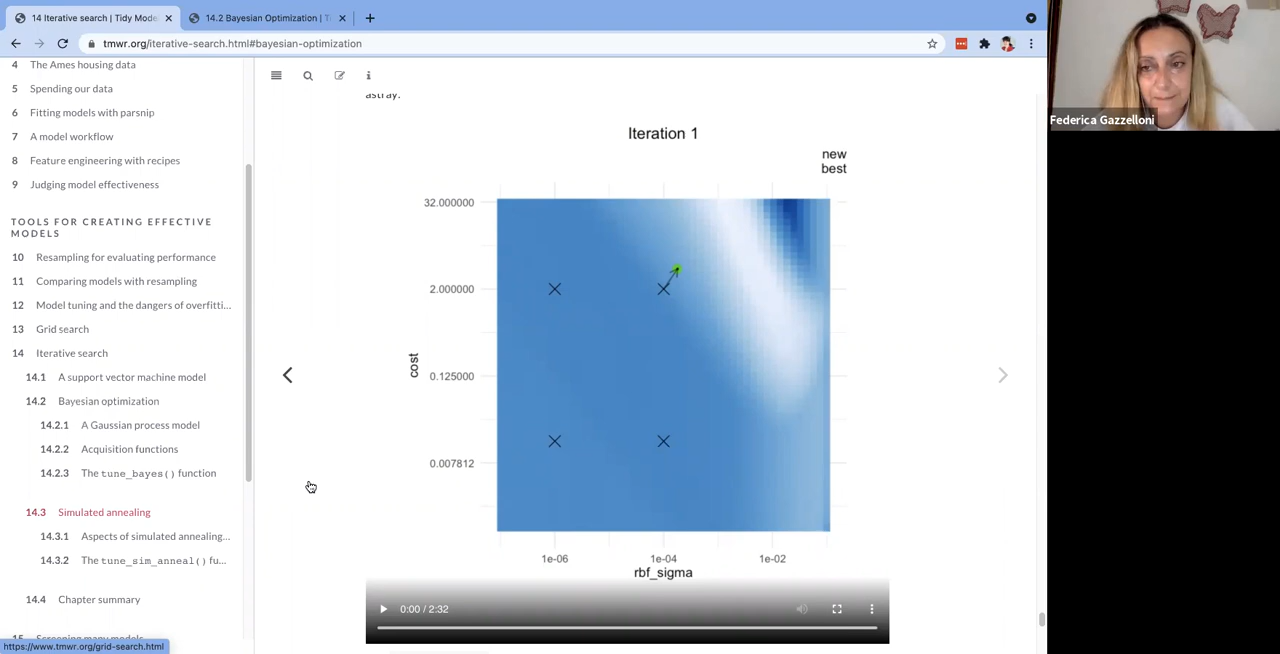 14 Iterative search | Tidy Mode
14.2 Bayesian Optimization | Ti
tmwr.org/iterative-search.html#bayesian-optimization
4 The Ames housing data
5 Spending our data
6 Fitting models with parsnip
7 A model workflow
8 Feature engineering with recipes
9 Judging model effectiveness
TOOLS FOR CREATING EFFECTIVE
MODELS
10 Resampling for evaluating performance
11 Comparing models with resampling
12 Model tuning and the dangers of overfitti...
13 Grid search
14 Iterative search
14.1 A support vector machine model
14.2 Bayesian optimization
14.2.1 A Gaussian process model
14.2.2 Acquisition functions
14.2.3 The tune_bayes() function
14.3 Simulated annealing
14.3.1 Aspects of simulated annealing...
14.3.2 The tune_sim_anneal() fu...
14.4 Chapter summary
15 Screening many models
https://www.tmwr.org/grid-search.html
astray.
Iteration 1
new
best
32.000000
2.000000
0.125000
0.007812
cost
1e-06
1e-04
1e-02
rbf_sigma
0:00 / 2:32
Federica Gazzelloni